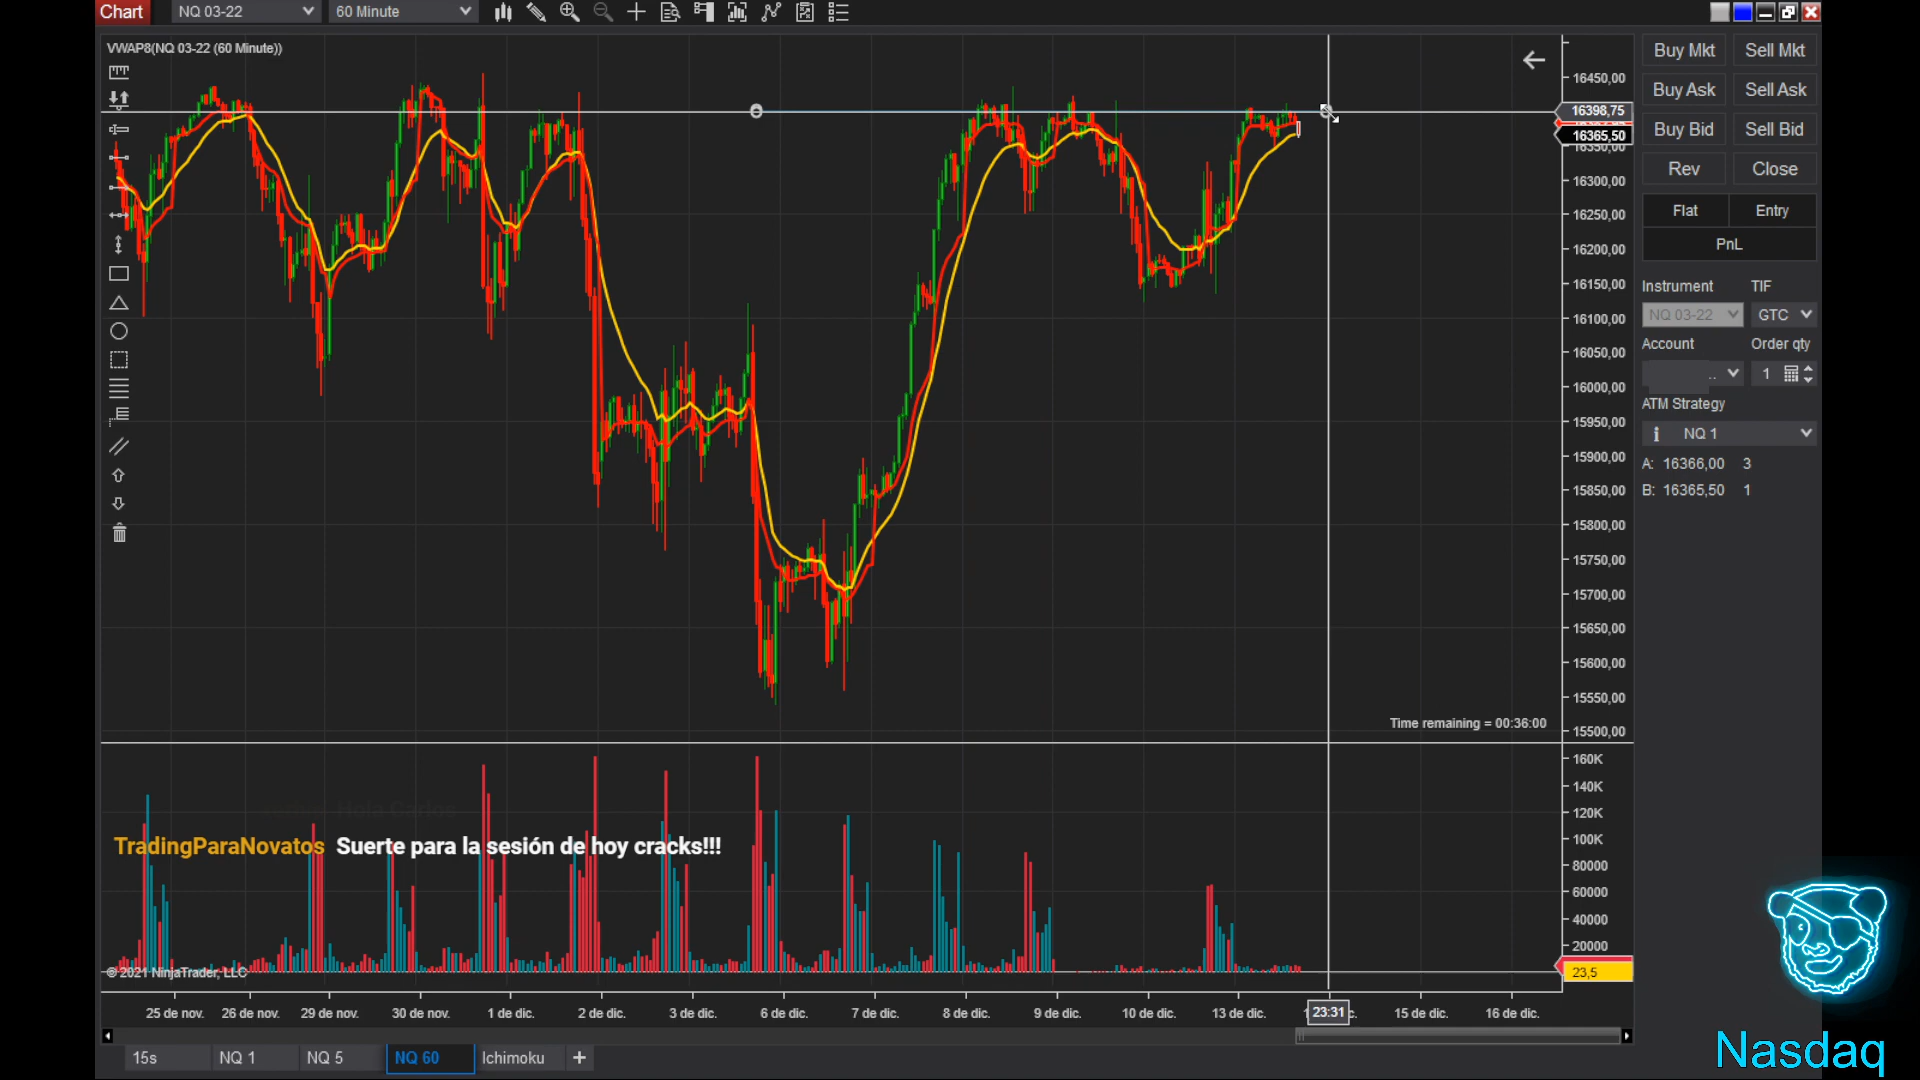 Chart NQ 03-22 60 Minute
VWAP8(NQ 03-22 (60 Minute))
16450,00
16398,75
16365,50
16350,00
16300,00
16250,00
16200,00
16150,00
16100,00
16050,00
16000,00
15950,00
15900,00
15850,00
15800,00
15750,00
15700,00
15650,00
15600,00
15550,00
15500,00
Time remaining = 00:36:00
160K
140K
120K
100K
80000
60000
40000
20000
23,5
Hola Carlos
TradingParaNovatos Suerte para la sesión de hoy cracks!!!
© 2021 NinjaTrader, LLC
25 de nov. 26 de nov. 29 de nov. 30 de nov. 1 de dic. 2 de dic. 3 de dic. 6 de dic. 7 de dic. 8 de dic. 9 de dic. 10 de dic. 13 de dic. 23:31 15 de dic. 16 de dic.
15s NQ 1 NQ 5 NQ 60 Ichimoku +
Buy Mkt Sell Mkt
Buy Ask Sell Ask
Buy Bid Sell Bid
Rev Close
Flat Entry
PnL
Instrument TIF
NQ 03-22 GTC
Account Order qty
.. 1
ATM Strategy
NQ 1
A: 16366,00 3
B: 16365,50 1
Nasdaq